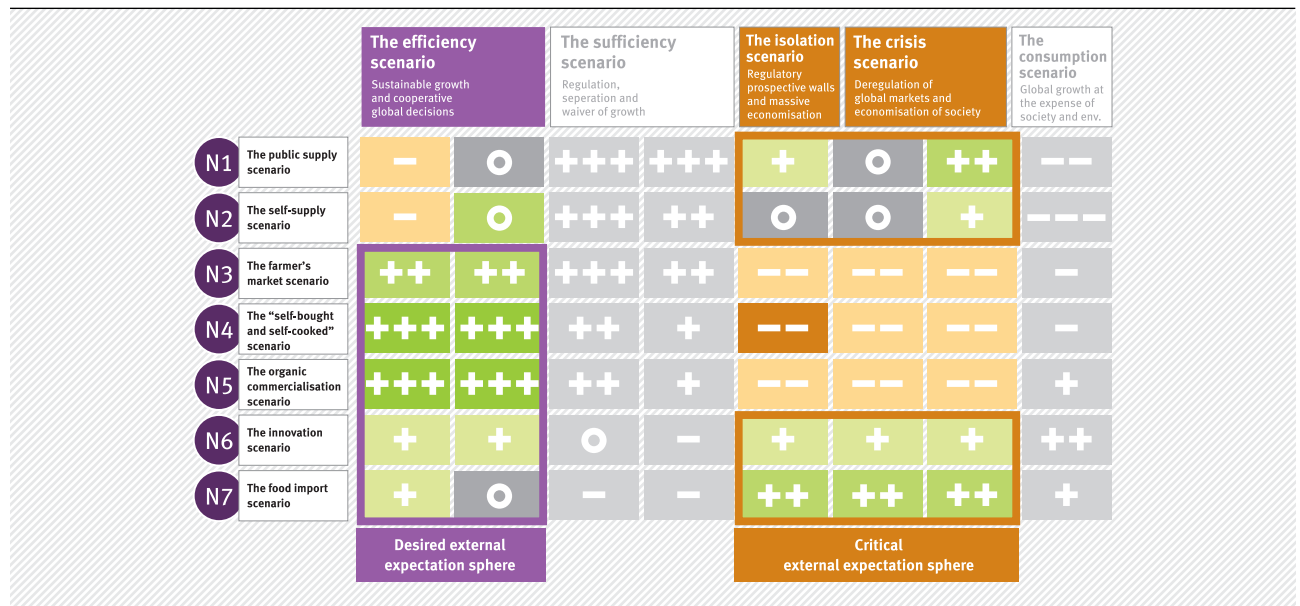 The efficiency
scenario
Sustainable growth
and cooperative
global decisions
The sufficiency
scenario
Regulation,
seperation and
waiver of growth
The isolation
scenario
Regulatory
prospective walls
and massive
economisation
The crisis
scenario
Deregulation of
global markets and
economisation of society
The
consumption
scenario
Global growth at
the expense of
society and env.
N1
The public supply
scenario
− o +++ +++ + o ++ −−
N2
The self-supply
scenario
− o +++ ++ o o + −−−
N3
The farmer’s
market scenario
++ ++ +++ ++ −− −− −− −
N4
The “self-bought
and self-cooked”
scenario
+++ +++ ++ + −− −− −− −
N5
The organic
commercialisation
scenario
+++ +++ ++ + −− −− −− +
N6
The innovation
scenario
+ + o − + + + ++
N7
The food import
scenario
+ o − − ++ ++ ++ +
Desired external
expectation sphere
Critical
external expectation sphere